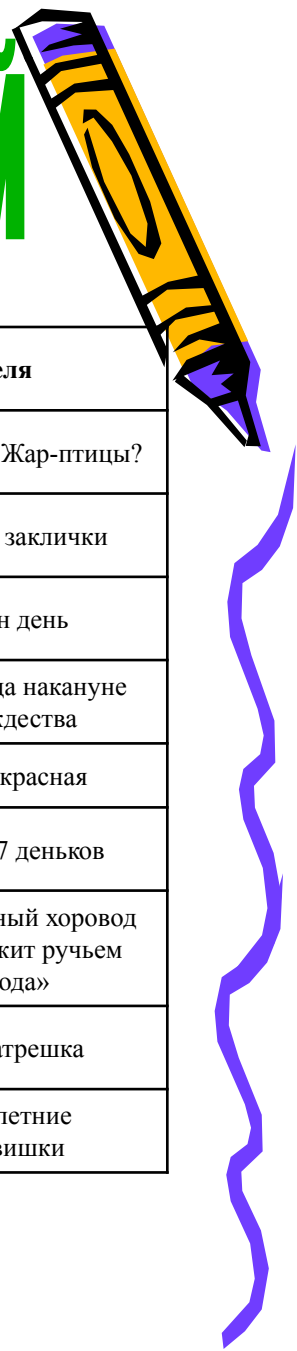 Й
еля
Жар-птицы?
заклички
н день
да накануне
ждества
красная
7 деньков
ный хоровод
жит ручьем
ода»
атрешка
летние
вишки